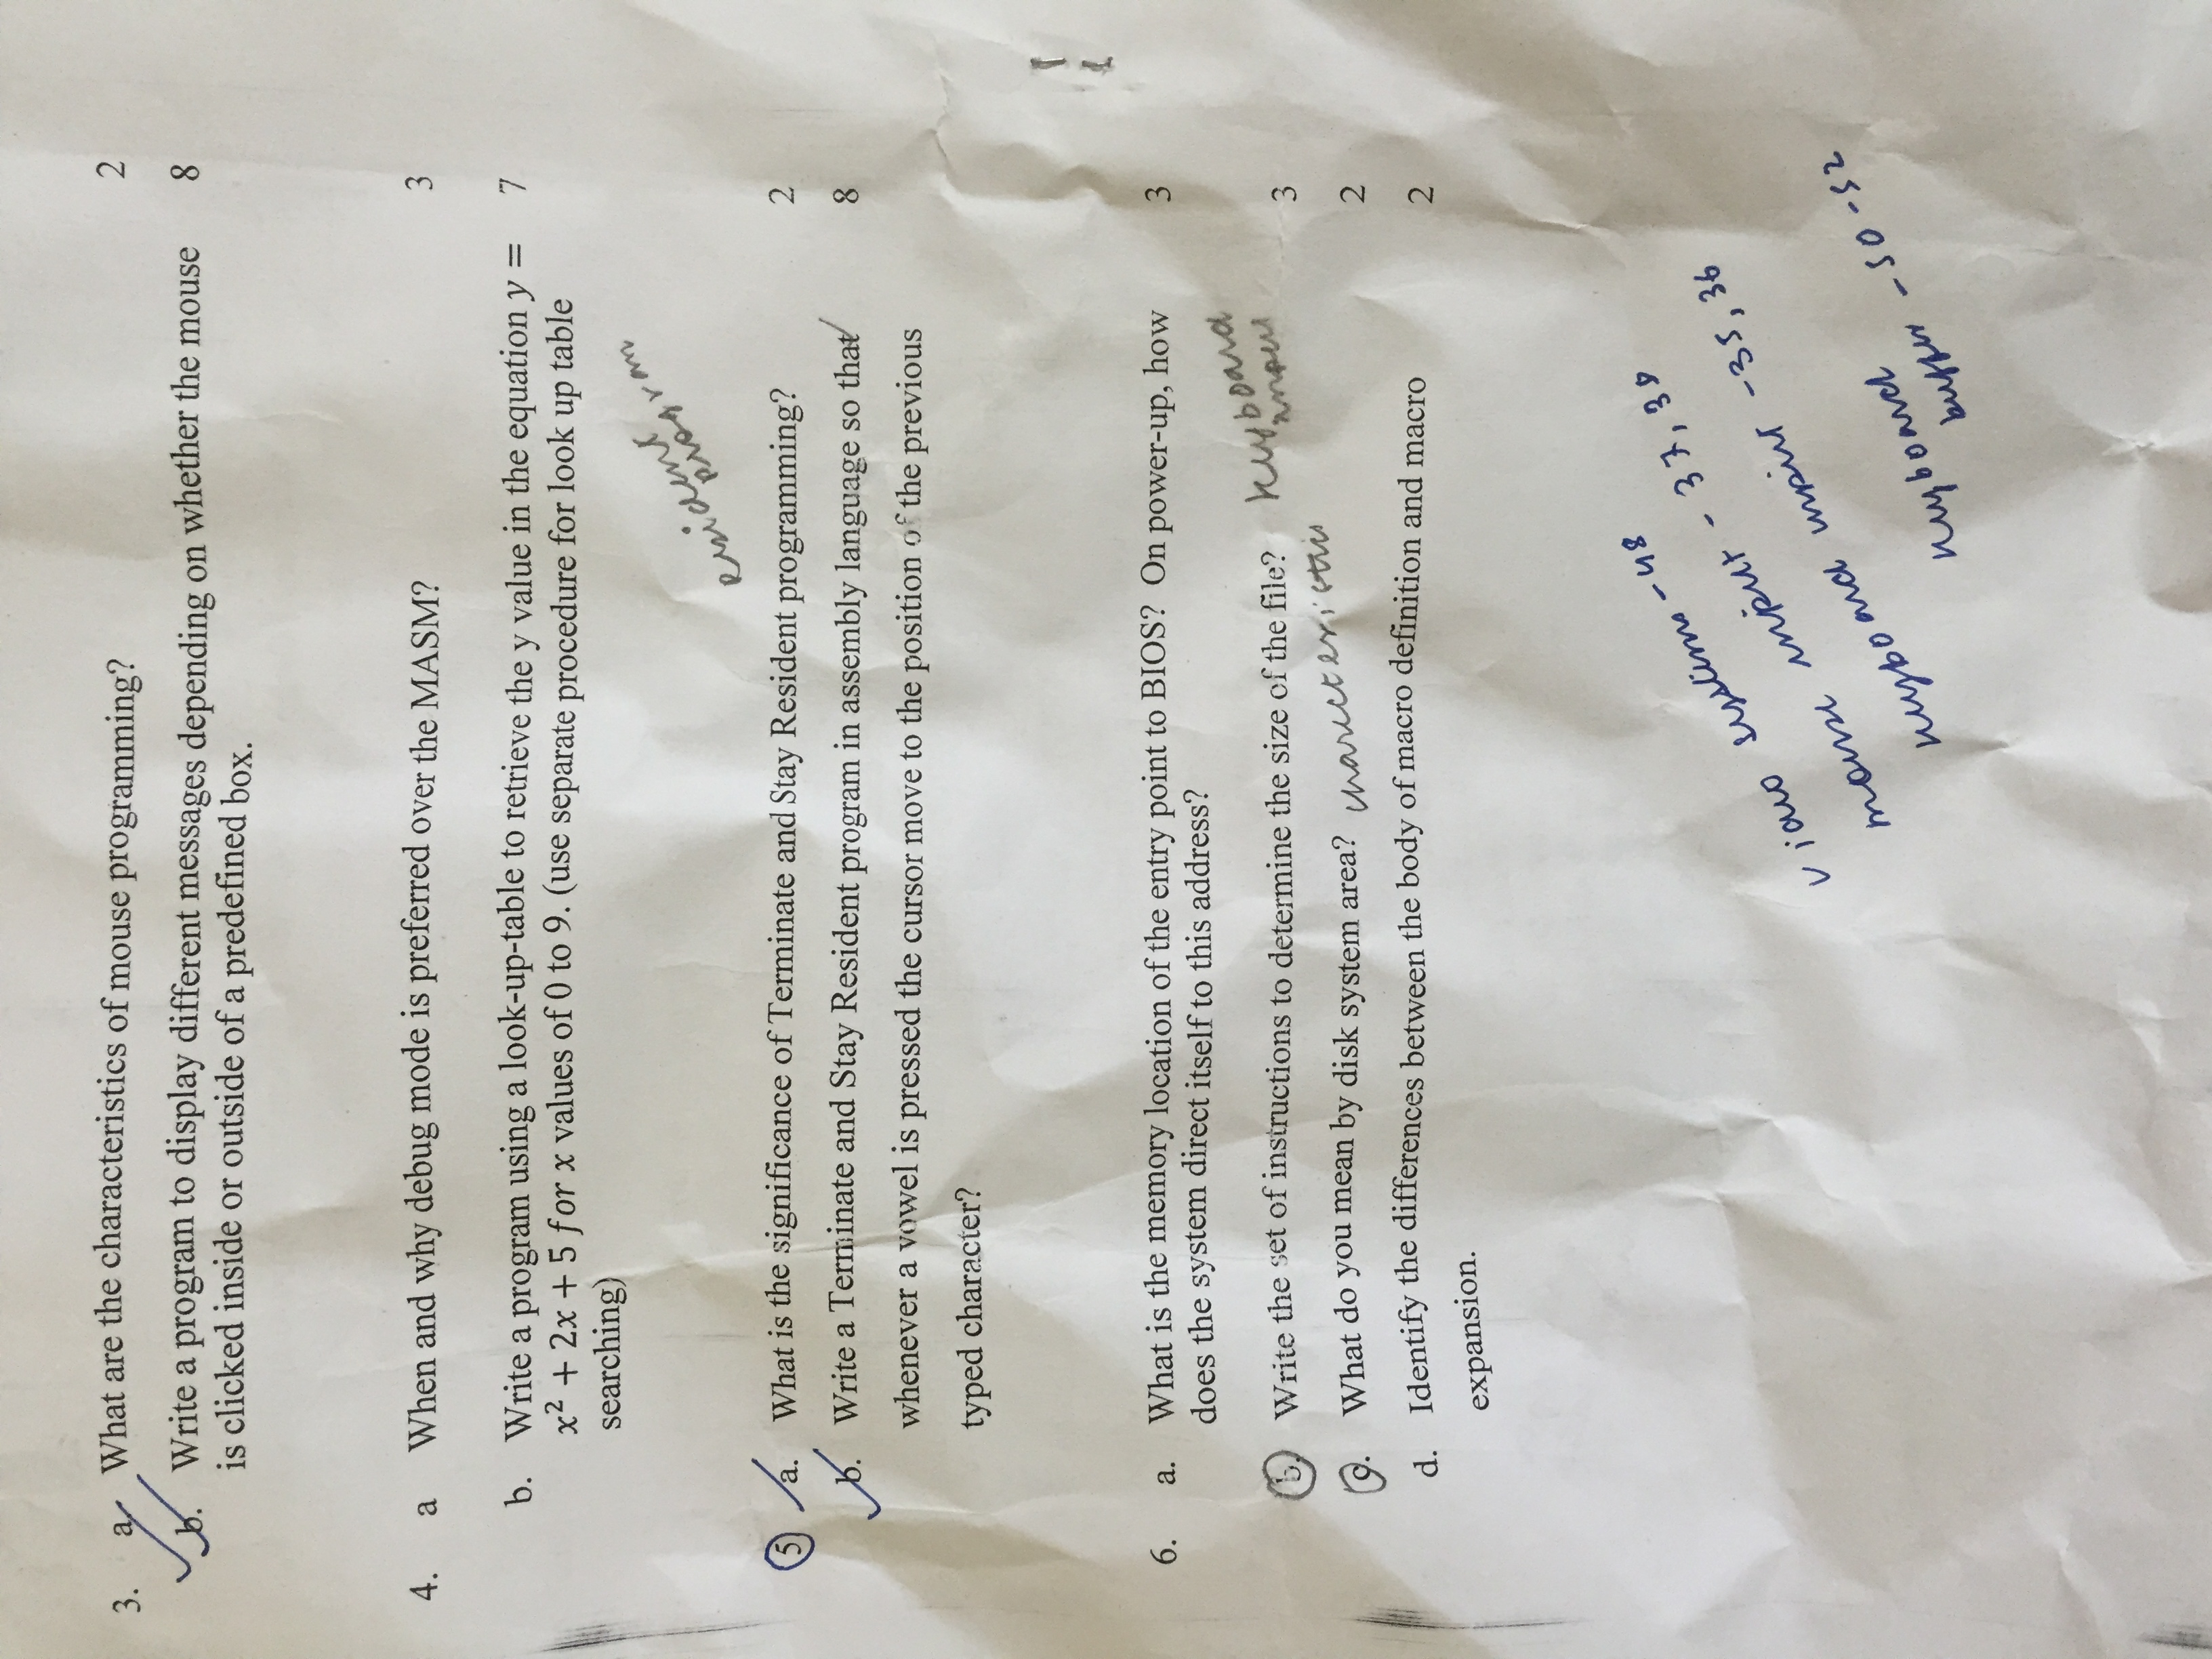 3. a. What are the characteristics of mouse programming? 2
b. Write a program to display different messages depending on whether the mouse 8
is clicked inside or outside of a predefined box.
4. a When and why debug mode is preferred over the MASM? 3
b. Write a program using a look-up-table to retrieve the y value in the equation y = 7
x² + 2x + 5 for x values of 0 to 9. (use separate procedure for look up table
searching)
resident
program
5 a. What is the significance of Terminate and Stay Resident programming? 2
b. Write a Terminate and Stay Resident program in assembly language so that 8
whenever a vowel is pressed the cursor move to the position of the previous
typed character?
6. a. What is the memory location of the entry point to BIOS? On power-up, how 3
does the system direct itself to this address?
keyboard
b. Write the set of instructions to determine the size of the file? 3
c. What do you mean by disk system area? charecteristics 2
d. Identify the differences between the body of macro definition and macro 2
expansion.
video systems - 48
mouse input - 37, 38
keyboard input - 35, 36
keyboard
buffer - 50 - 52